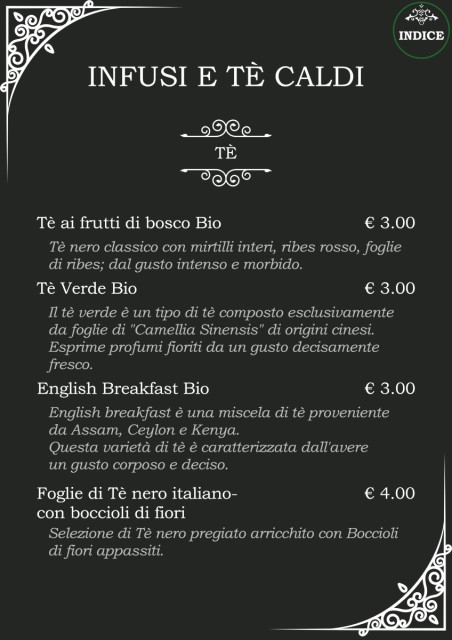 INDICE
INFUSI E TÈ CALDI
TÈ
Tè ai frutti di bosco Bio € 3.00
Tè nero classico con mirtilli interi, ribes rosso, foglie
di ribes; dal gusto intenso e morbido.
Tè Verde Bio € 3.00
Il tè verde è un tipo di tè composto esclusivamente
da foglie di "Camellia Sinensis" di origini cinesi.
Esprime profumi fioriti da un gusto decisamente
fresco.
English Breakfast Bio € 3.00
English breakfast è una miscela di tè proveniente
da Assam, Ceylon e Kenya.
Questa varietà di tè è caratterizzata dall'avere
un gusto corposo e deciso.
Foglie di Tè nero italiano- € 4.00
con boccioli di fiori
Selezione di Tè nero pregiato arricchito con Boccioli
di fiori appassiti.